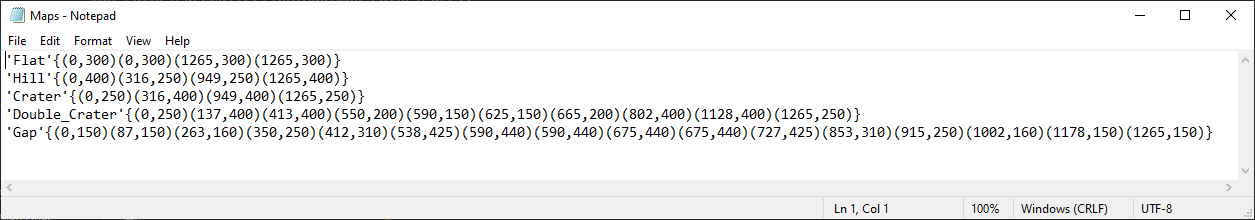 Maps - Notepad
File Edit Format View Help
'Flat'{(0,300)(0,300)(1265,300)(1265,300)}
'Hill'{(0,400)(316,250)(949,250)(1265,400)}
'Crater'{(0,250)(316,400)(949,400)(1265,250)}
'Double_Crater'{(0,250)(137,400)(413,400)(550,200)(590,150)(625,150)(665,200)(802,400)(1128,400)(1265,250)}
'Gap'{(0,150)(87,150)(263,160)(350,250)(412,310)(538,425)(590,440)(590,440)(675,440)(675,440)(727,425)(853,310)(915,250)(1002,160)(1178,150)(1265,150)}
Ln 1, Col 1 100% Windows (CRLF) UTF-8